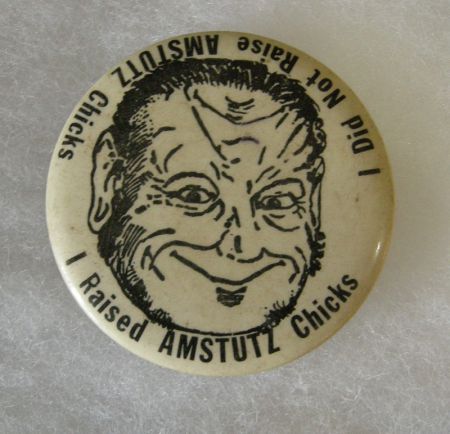 I Raised AMSTUTZ Chicks
I Did Not Raise AMSTUTZ Chicks.